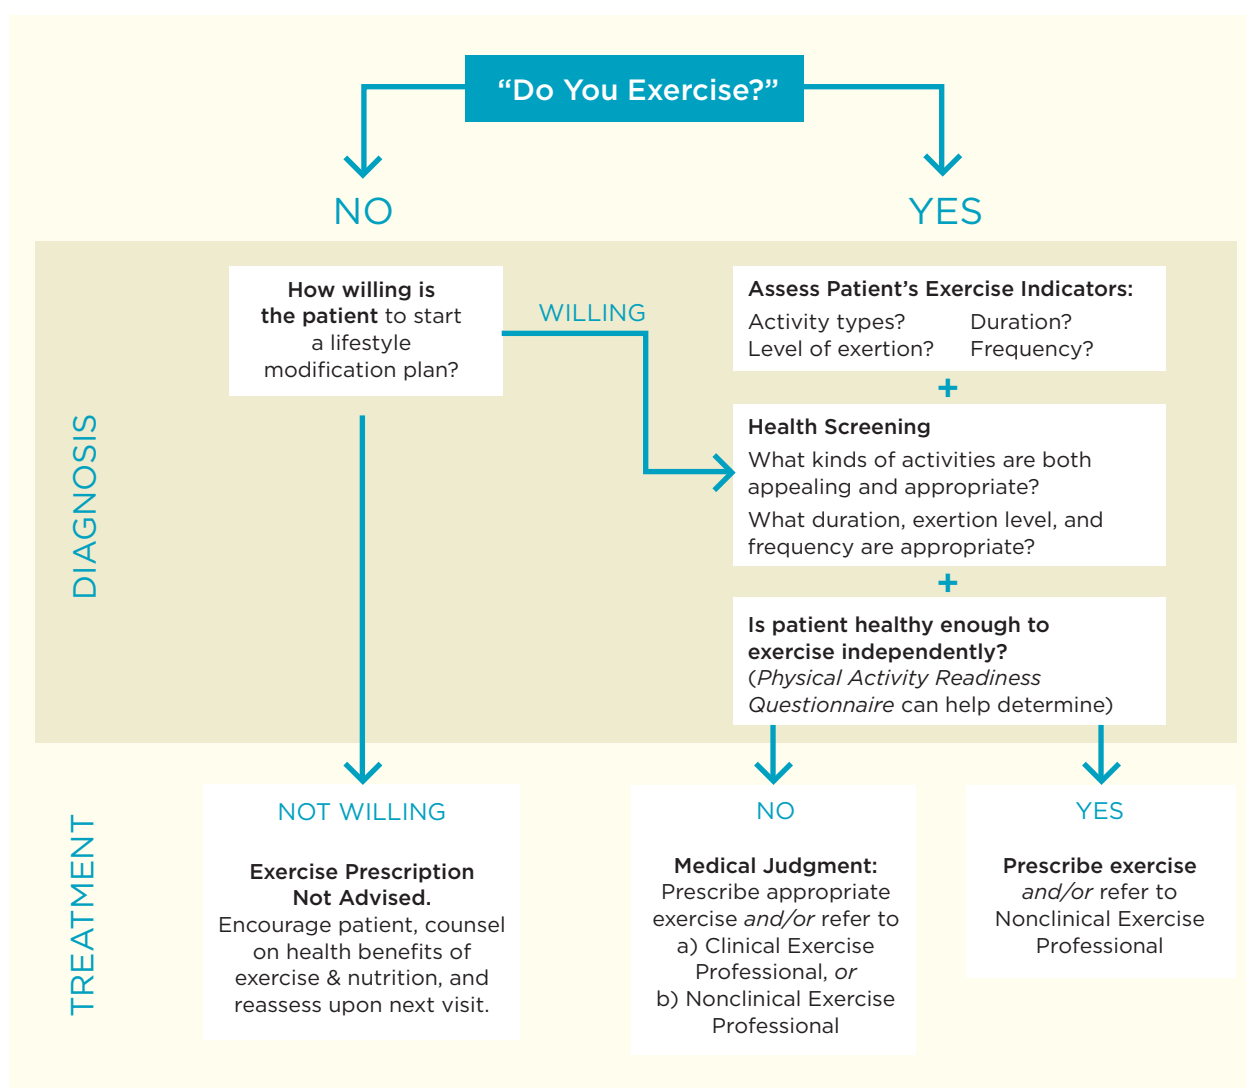 “Do You Exercise?”
NO
YES
DIAGNOSIS
How willing is
the patient to start
a lifestyle
modification plan?
WILLING
Assess Patient’s Exercise Indicators:
Activity types? Duration?
Level of exertion? Frequency?
+
Health Screening
What kinds of activities are both
appealing and appropriate?
What duration, exertion level, and
frequency are appropriate?
+
Is patient healthy enough to
exercise independently?
(Physical Activity Readiness
Questionnaire can help determine)
TREATMENT
NOT WILLING
Exercise Prescription
Not Advised.
Encourage patient, counsel
on health benefits of
exercise & nutrition, and
reassess upon next visit.
NO
Medical Judgment:
Prescribe appropriate
exercise and/or refer to
a) Clinical Exercise
Professional, or
b) Nonclinical Exercise
Professional
YES
Prescribe exercise
and/or refer to
Nonclinical Exercise
Professional